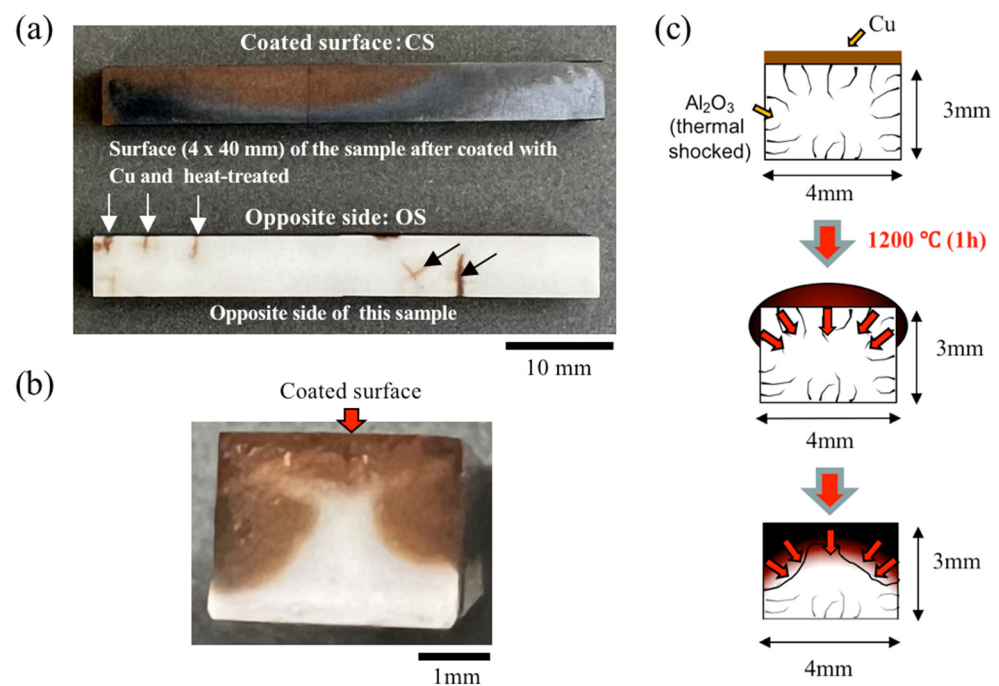 (a)
Coated surface: CS
Surface (4 x 40 mm) of the sample after coated with
Cu and heat-treated
Opposite side: OS
Opposite side of this sample
10 mm
(b)
Coated surface
1mm
(c)
Cu
Al₂O₃
(thermal
shocked)
3mm
4mm
1200 ℃ (1h)
3mm
4mm
3mm
4mm